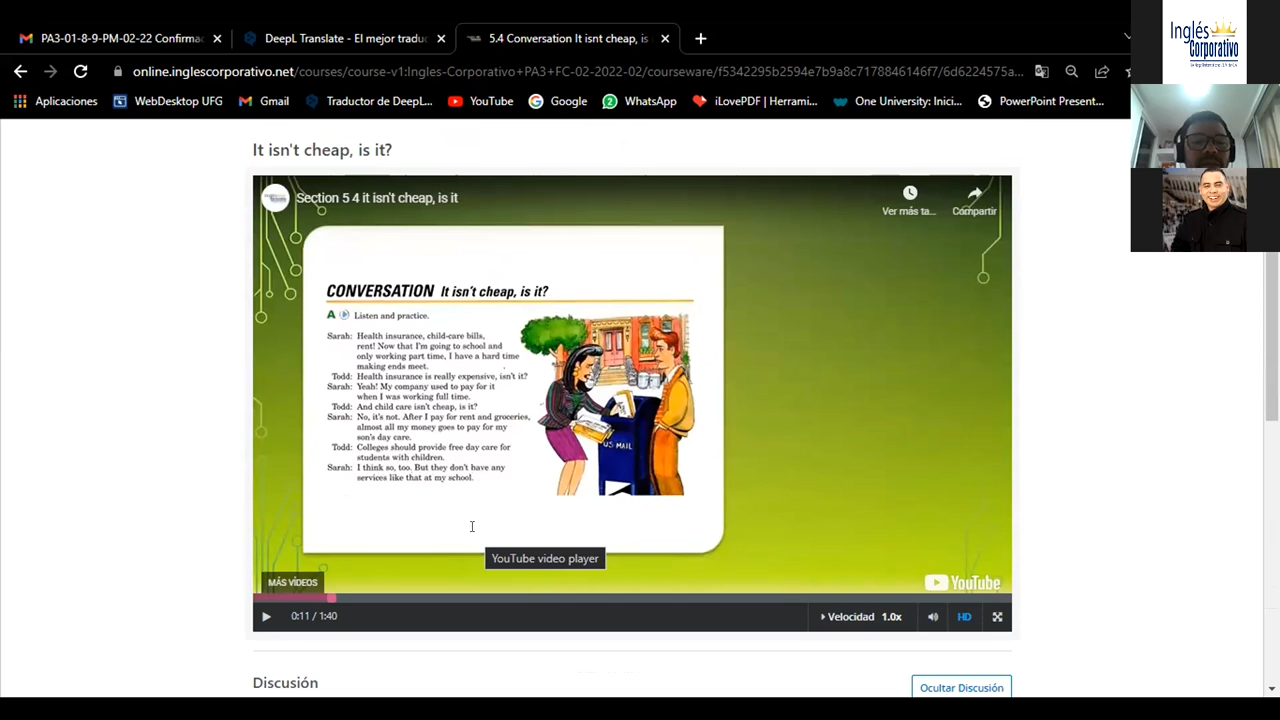 PA3-01-8-9-PM-02-22 Confirma
DeepL Translate - El mejor traduc
5.4 Conversation It isnt cheap, is
online.inglescorporativo.net/courses/course-v1:Ingles-Corporativo+PA3+FC-02-2022-02/courseware/f5342295b2594e7b9a8c7178846146f7/6d6224575a...
Aplicaciones
WebDesktop UFG
Gmail
Traductor de DeepL...
YouTube
Google
WhatsApp
iLovePDF | Herrami...
One University: Inici...
PowerPoint Present...
Inglés
Corporativo
It isn't cheap, is it?
Section 5 4 it isn't cheap, is it
Ver más ta...
Compartir
CONVERSATION It isn't cheap, is it?
A Listen and practice.
Sarah: Health insurance, child-care bills,
rent! Now that I'm going to school and
only working part time, I have a hard time
making ends meet.
Todd: Health insurance is really expensive, isn't it?
Sarah: Yeah! My company used to pay for it
when I was working full time.
Todd: And child care isn't cheap, is it?
Sarah: No, it's not. After I pay for rent and groceries,
almost all my money goes to pay for my
son's day care.
Todd: Colleges should provide free day care for
students with children.
Sarah: I think so, too. But they don't have any
services like that at my school.
US MAIL
YouTube video player
MÁS VÍDEOS
YouTube
0:11 / 1:40
Velocidad 1.0x
HD
Discusión
Ocultar Discusión